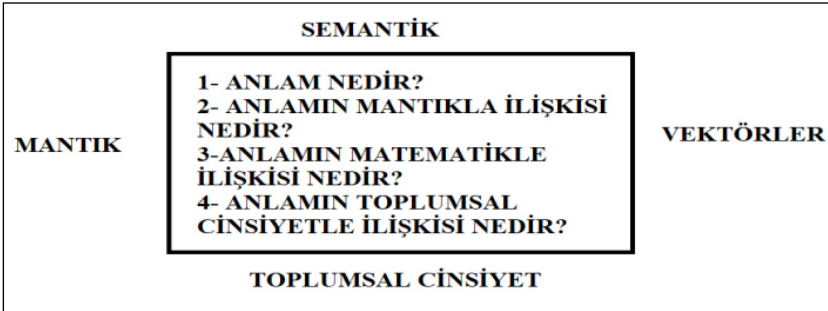 SEMANTİK
1- ANLAM NEDİR?
2- ANLAMIN MANTIKLA İLİŞKİSİ
NEDİR?
3-ANLAMIN MATEMATİKLE
İLİŞKİSİ NEDİR?
4- ANLAMIN TOPLUMSAL
CİNSİYETLE İLİŞKİSİ NEDİR?
MANTIK
VEKTÖRLER
TOPLUMSAL CİNSİYET